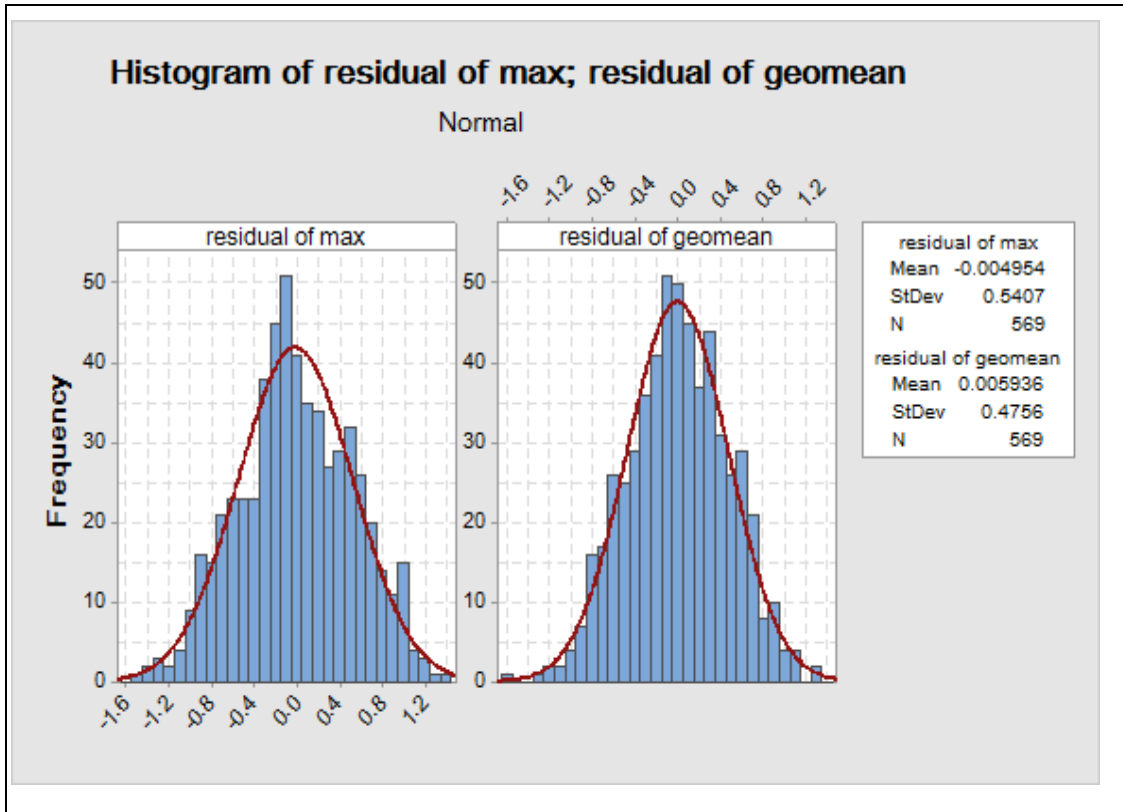 Histogram of residual of max; residual of geomean
Normal
-1.6 -1.2 -0.8 -0.4 0.0 0.4 0.8 1.2
residual of max
residual of geomean
50
40
30
20
10
0
50
40
30
20
10
0
Frequency
-1.6 -1.2 -0.8 -0.4 0.0 0.4 0.8 1.2
residual of max
Mean -0.004954
StDev 0.5407
N 569
residual of geomean
Mean 0.005936
StDev 0.4756
N 569